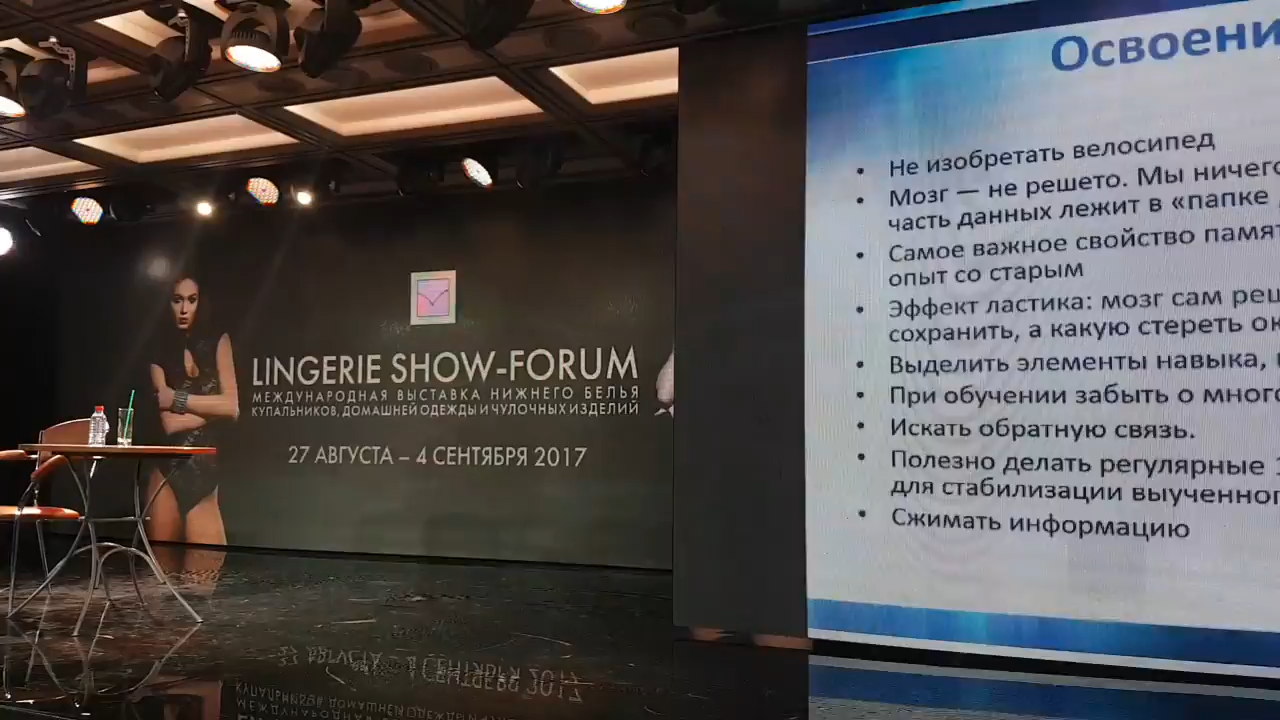 LINGERIE SHOW-FORUM
МЕЖДУНАРОДНАЯ ВЫСТАВКА НИЖНЕГО БЕЛЬЯ
КУПАЛЬНИКОВ, ДОМАШНЕЙ ОДЕЖДЫ И ЧУЛОЧНЫХ ИЗДЕЛИЙ
27 АВГУСТА – 4 СЕНТЯБРЯ 2017
Освоени
• Не изобретать велосипед
• Мозг — не решето. Мы ничего
часть данных лежит в «папке
• Самое важное свойство памят
опыт со старым
• Эффект ластика: мозг сам реш
сохранить, а какую стереть ок
• Выделить элементы навыка,
• При обучении забыть о много
• Искать обратную связь.
• Полезно делать регулярные
для стабилизации выученног
• Сжимать информацию